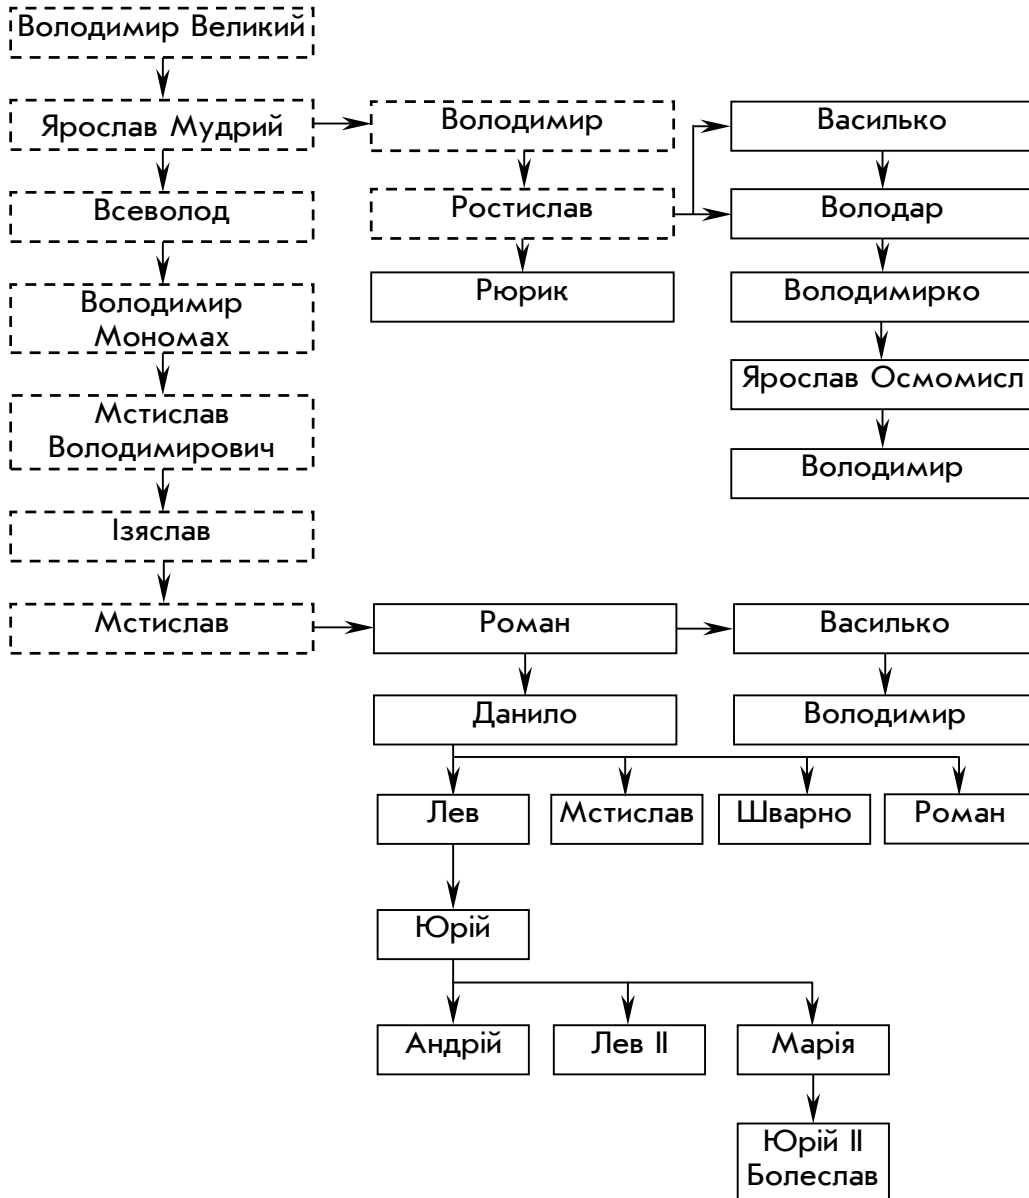 Володимир Великий
Ярослав Мудрий
Володимир
Василько
Всеволод
Ростислав
Володар
Володимир
Мономах
Рюрик
Володимирко
Мстислав
Володимирович
Ярослав Осмомисл
Володимир
Ізяслав
Мстислав
Роман
Василько
Данило
Володимир
Лев
Мстислав
Шварно
Роман
Юрій
Андрій
Лев II
Марія
Юрій II
Болеслав